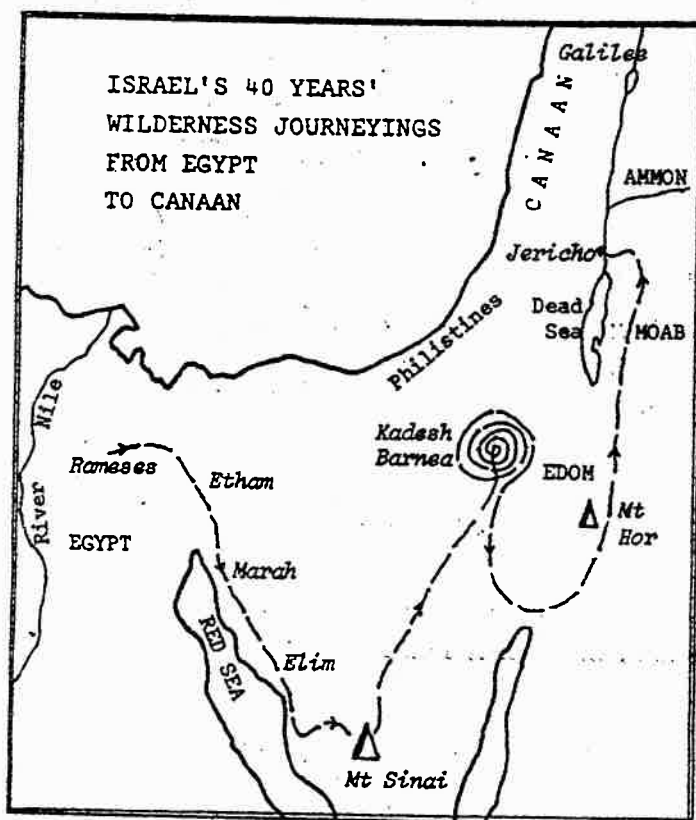 ISRAEL'S 40 YEARS'
WILDERNESS JOURNEYINGS
FROM EGYPT
TO CANAAN
Galilee
CANAAN
AMMON
Jericho
Dead
Sea
MOAB
Philistines
River Nile
Kadesh
Barnea
Rameses
Etham
EDOM
Mt
Hor
EGYPT
Marah
RED SEA
Elim
Mt Sinai